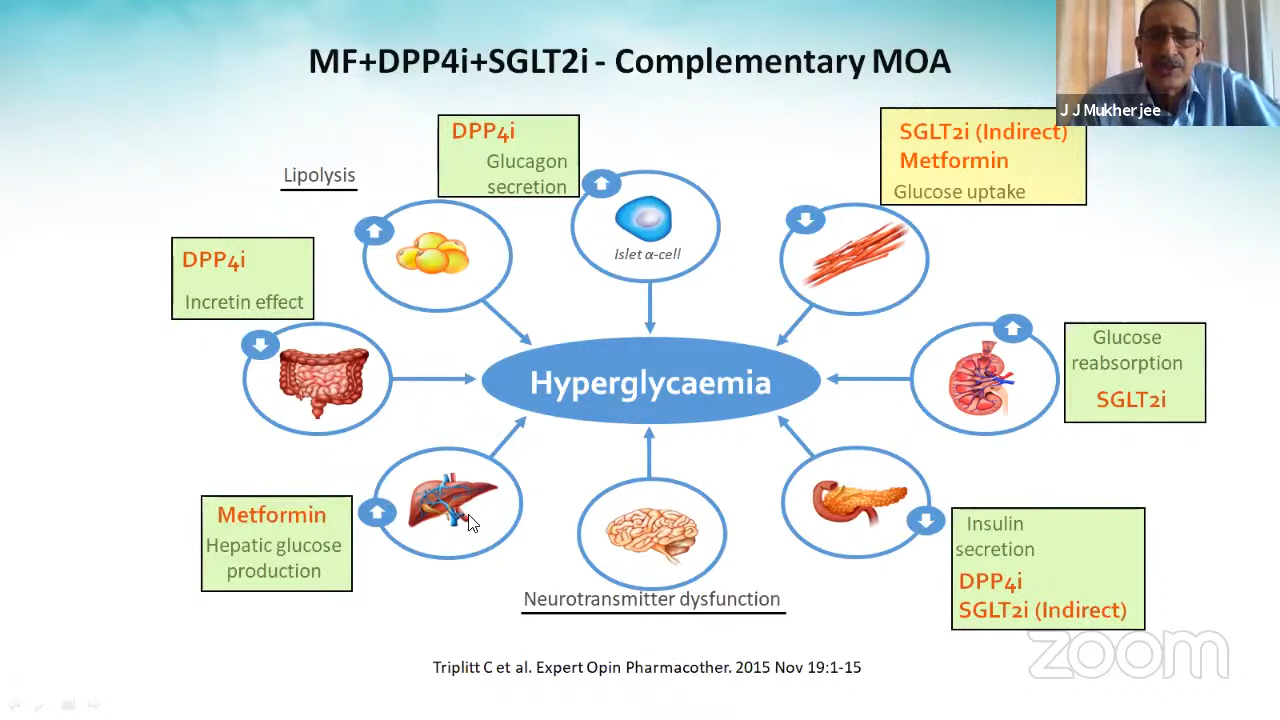 MF+DPP4i+SGLT2i - Complementary MOA
J J Mukherjee
DPP4i
Glucagon
secretion
SGLT2i (Indirect)
Metformin
Glucose uptake
Lipolysis
Islet α-cell
DPP4i
Incretin effect
Glucose
reabsorption
SGLT2i
Hyperglycaemia
Metformin
Hepatic glucose
production
Insulin
secretion
DPP4i
SGLT2i (Indirect)
Neurotransmitter dysfunction
zoom
Triplitt C et al. Expert Opin Pharmacother. 2015 Nov 19:1-15